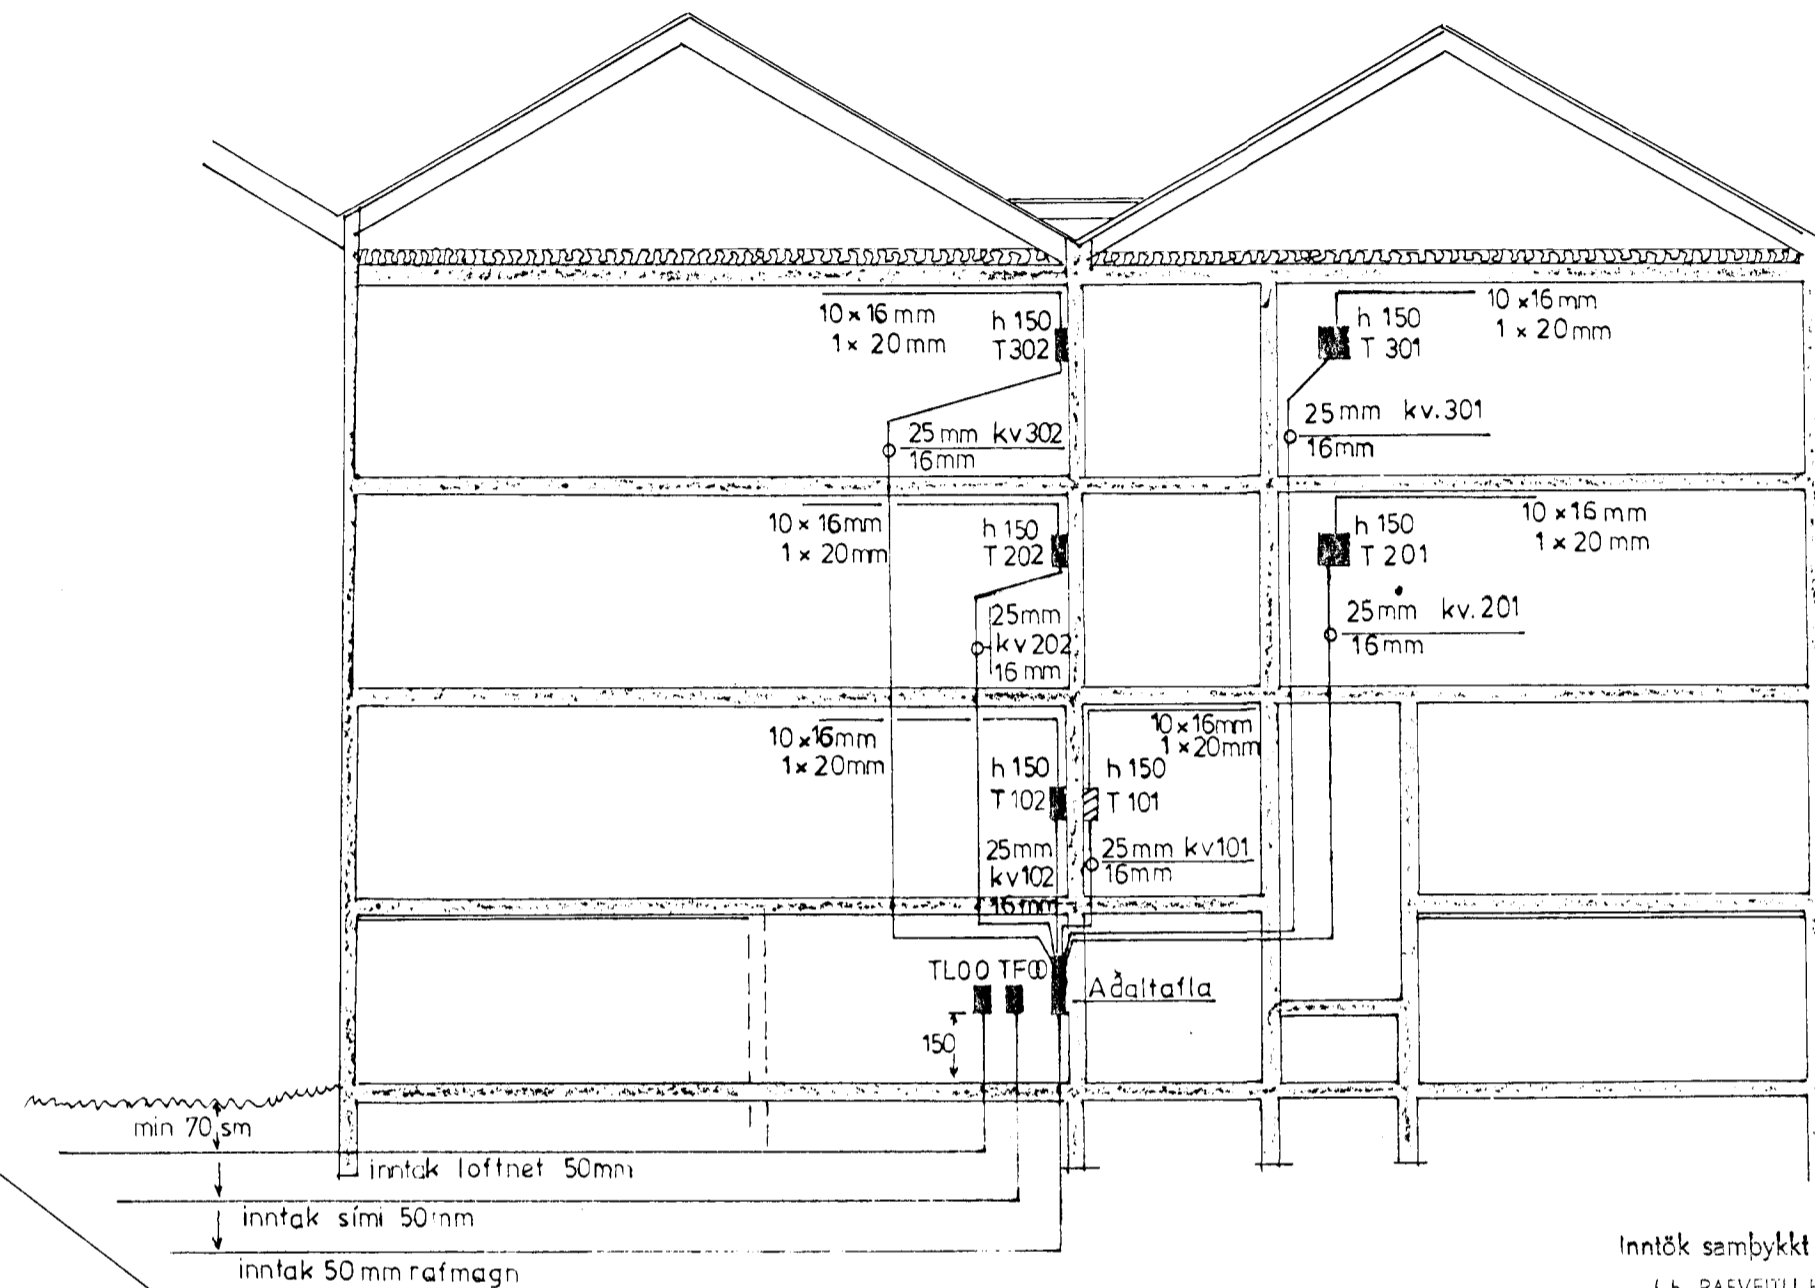 10 x 16 mm
1 x 20 mm
h 150
T302
h 150
T 301
10 x 16 mm
1 x 20 mm
25 mm kv302
16mm
25 mm kv.301
16mm
10 x 16mm
1 x 20mm
h 150
T 202
h 150
T 201
10 x 16 mm
1 x 20 mm
25mm
kv202
16 mm
25mm kv.201
16mm
10 x 16mm
1 x 20mm
10 x 16mm
1 x 20mm
h 150
T 102
h 150
T 101
25mm
kv102
16mm
25mm kv101
16mm
TL00 TF00
Aðaltafla
150
min 70 sm
inntak loftnet 50mm
inntak sími 50mm
inntak 50 mm rafmagn
Inntök samþykkt